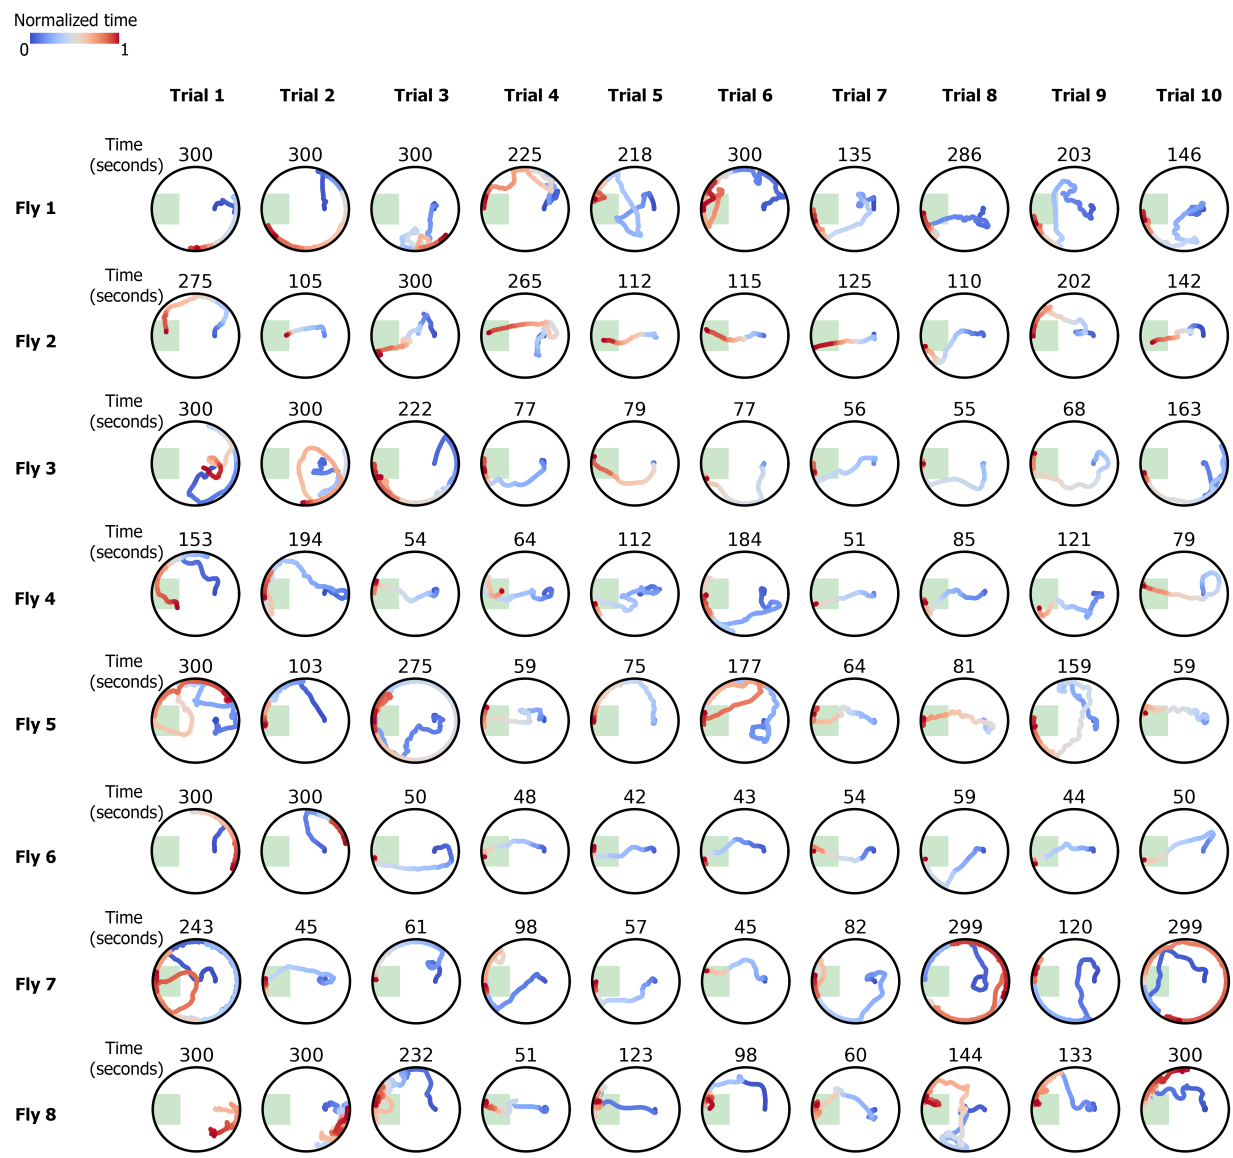 Normalized time
0 1
Trial 1 Trial 2 Trial 3 Trial 4 Trial 5 Trial 6 Trial 7 Trial 8 Trial 9 Trial 10
Time
(seconds)
300 300 300 225 218 300 135 286 203 146
Fly 1
Time
(seconds)
275 105 300 265 112 115 125 110 202 142
Fly 2
Time
(seconds)
300 300 222 77 79 77 56 55 68 163
Fly 3
Time
(seconds)
153 194 54 64 112 184 51 85 121 79
Fly 4
Time
(seconds)
300 103 275 59 75 177 64 81 159 59
Fly 5
Time
(seconds)
300 300 50 48 42 43 54 59 44 50
Fly 6
Time
(seconds)
243 45 61 98 57 45 82 299 120 299
Fly 7
Time
(seconds)
300 300 232 51 123 98 60 144 133 300
Fly 8